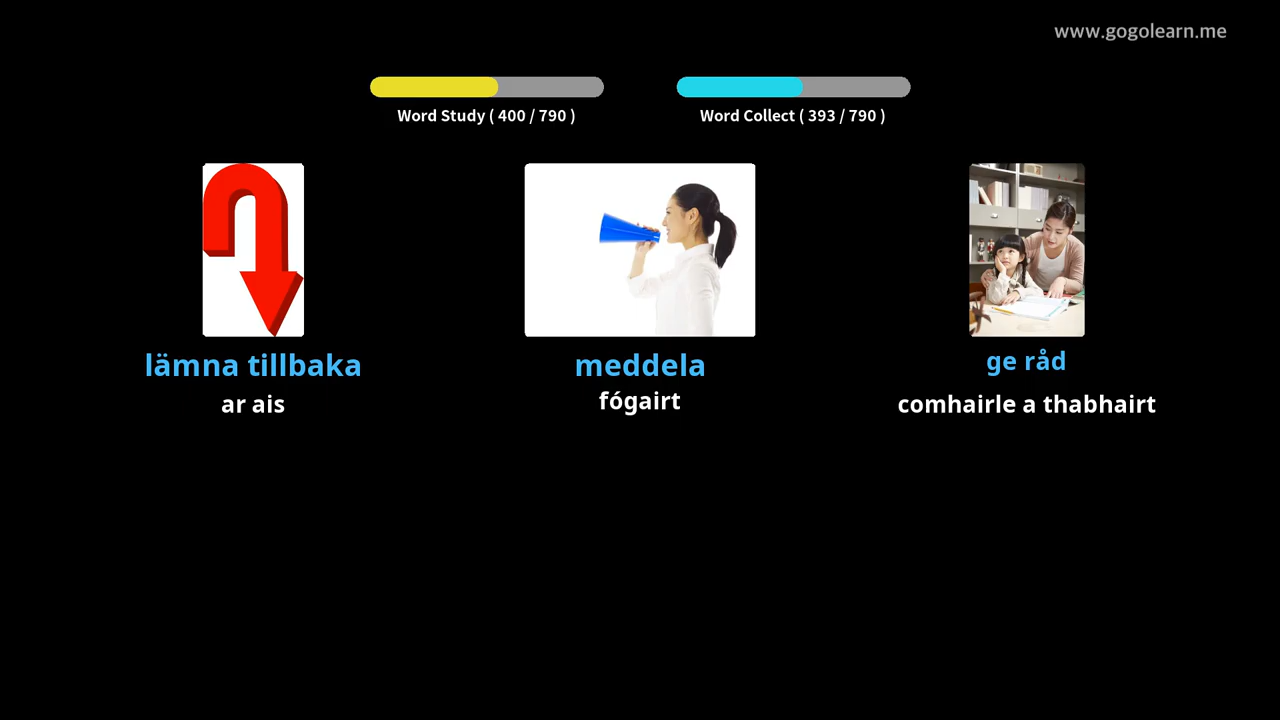 www.gogolearn.me
Word Study ( 400 / 790 )
Word Collect ( 393 / 790 )
lämna tillbaka
ar ais
meddela
fógairt
ge råd
comhairle a thabhairt